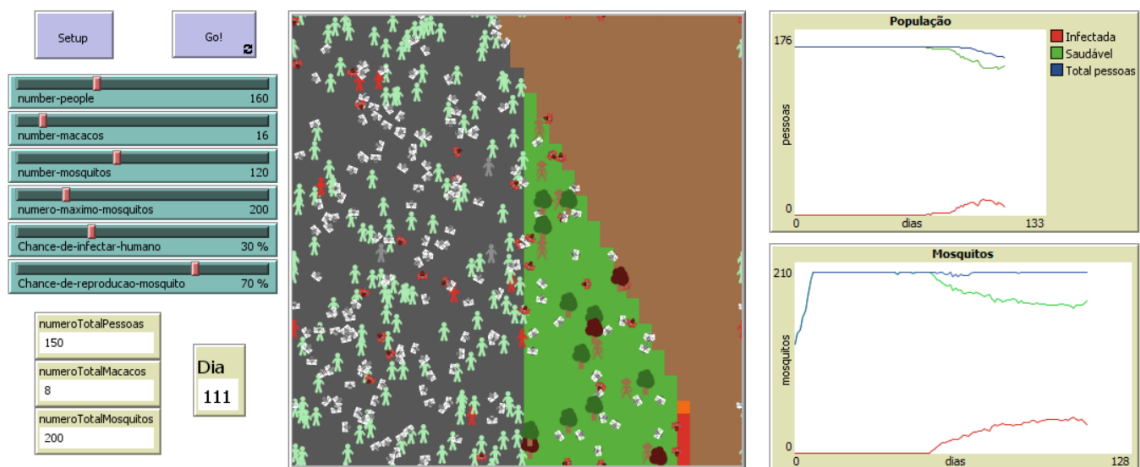 Setup
Go!
number-people 160
number-macacos 16
number-mosquitos 120
numero-maximo-mosquitos 200
Chance-de-infectar-humano 30 %
Chance-de-reproducao-mosquito 70 %
numeroTotalPessoas
150
numeroTotalMacacos
8
numeroTotalMosquitos
200
Dia
111
População
176
pessoas
0
0 dias 133
Infectada
Saudável
Total pessoas
Mosquitos
210
mosquitos
0
0 dias 128